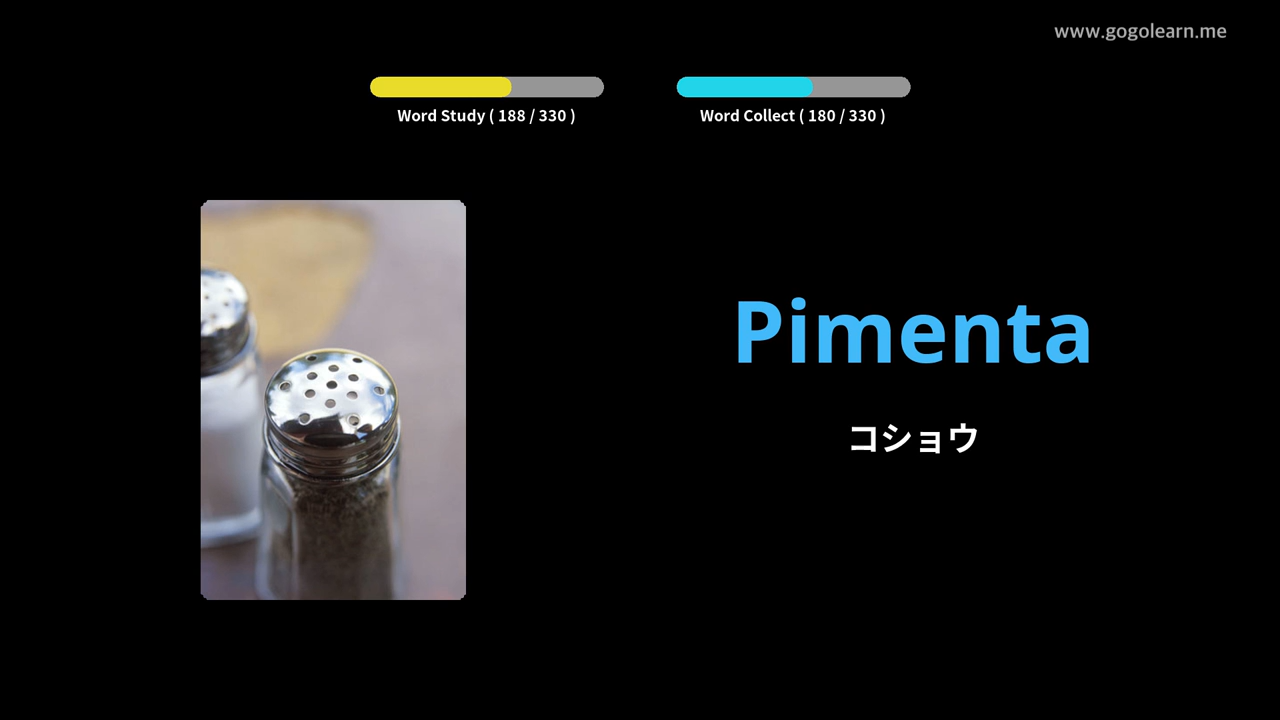 www.gogolearn.me
Word Study ( 188 / 330 )
Word Collect ( 180 / 330 )
Pimenta
コショウ